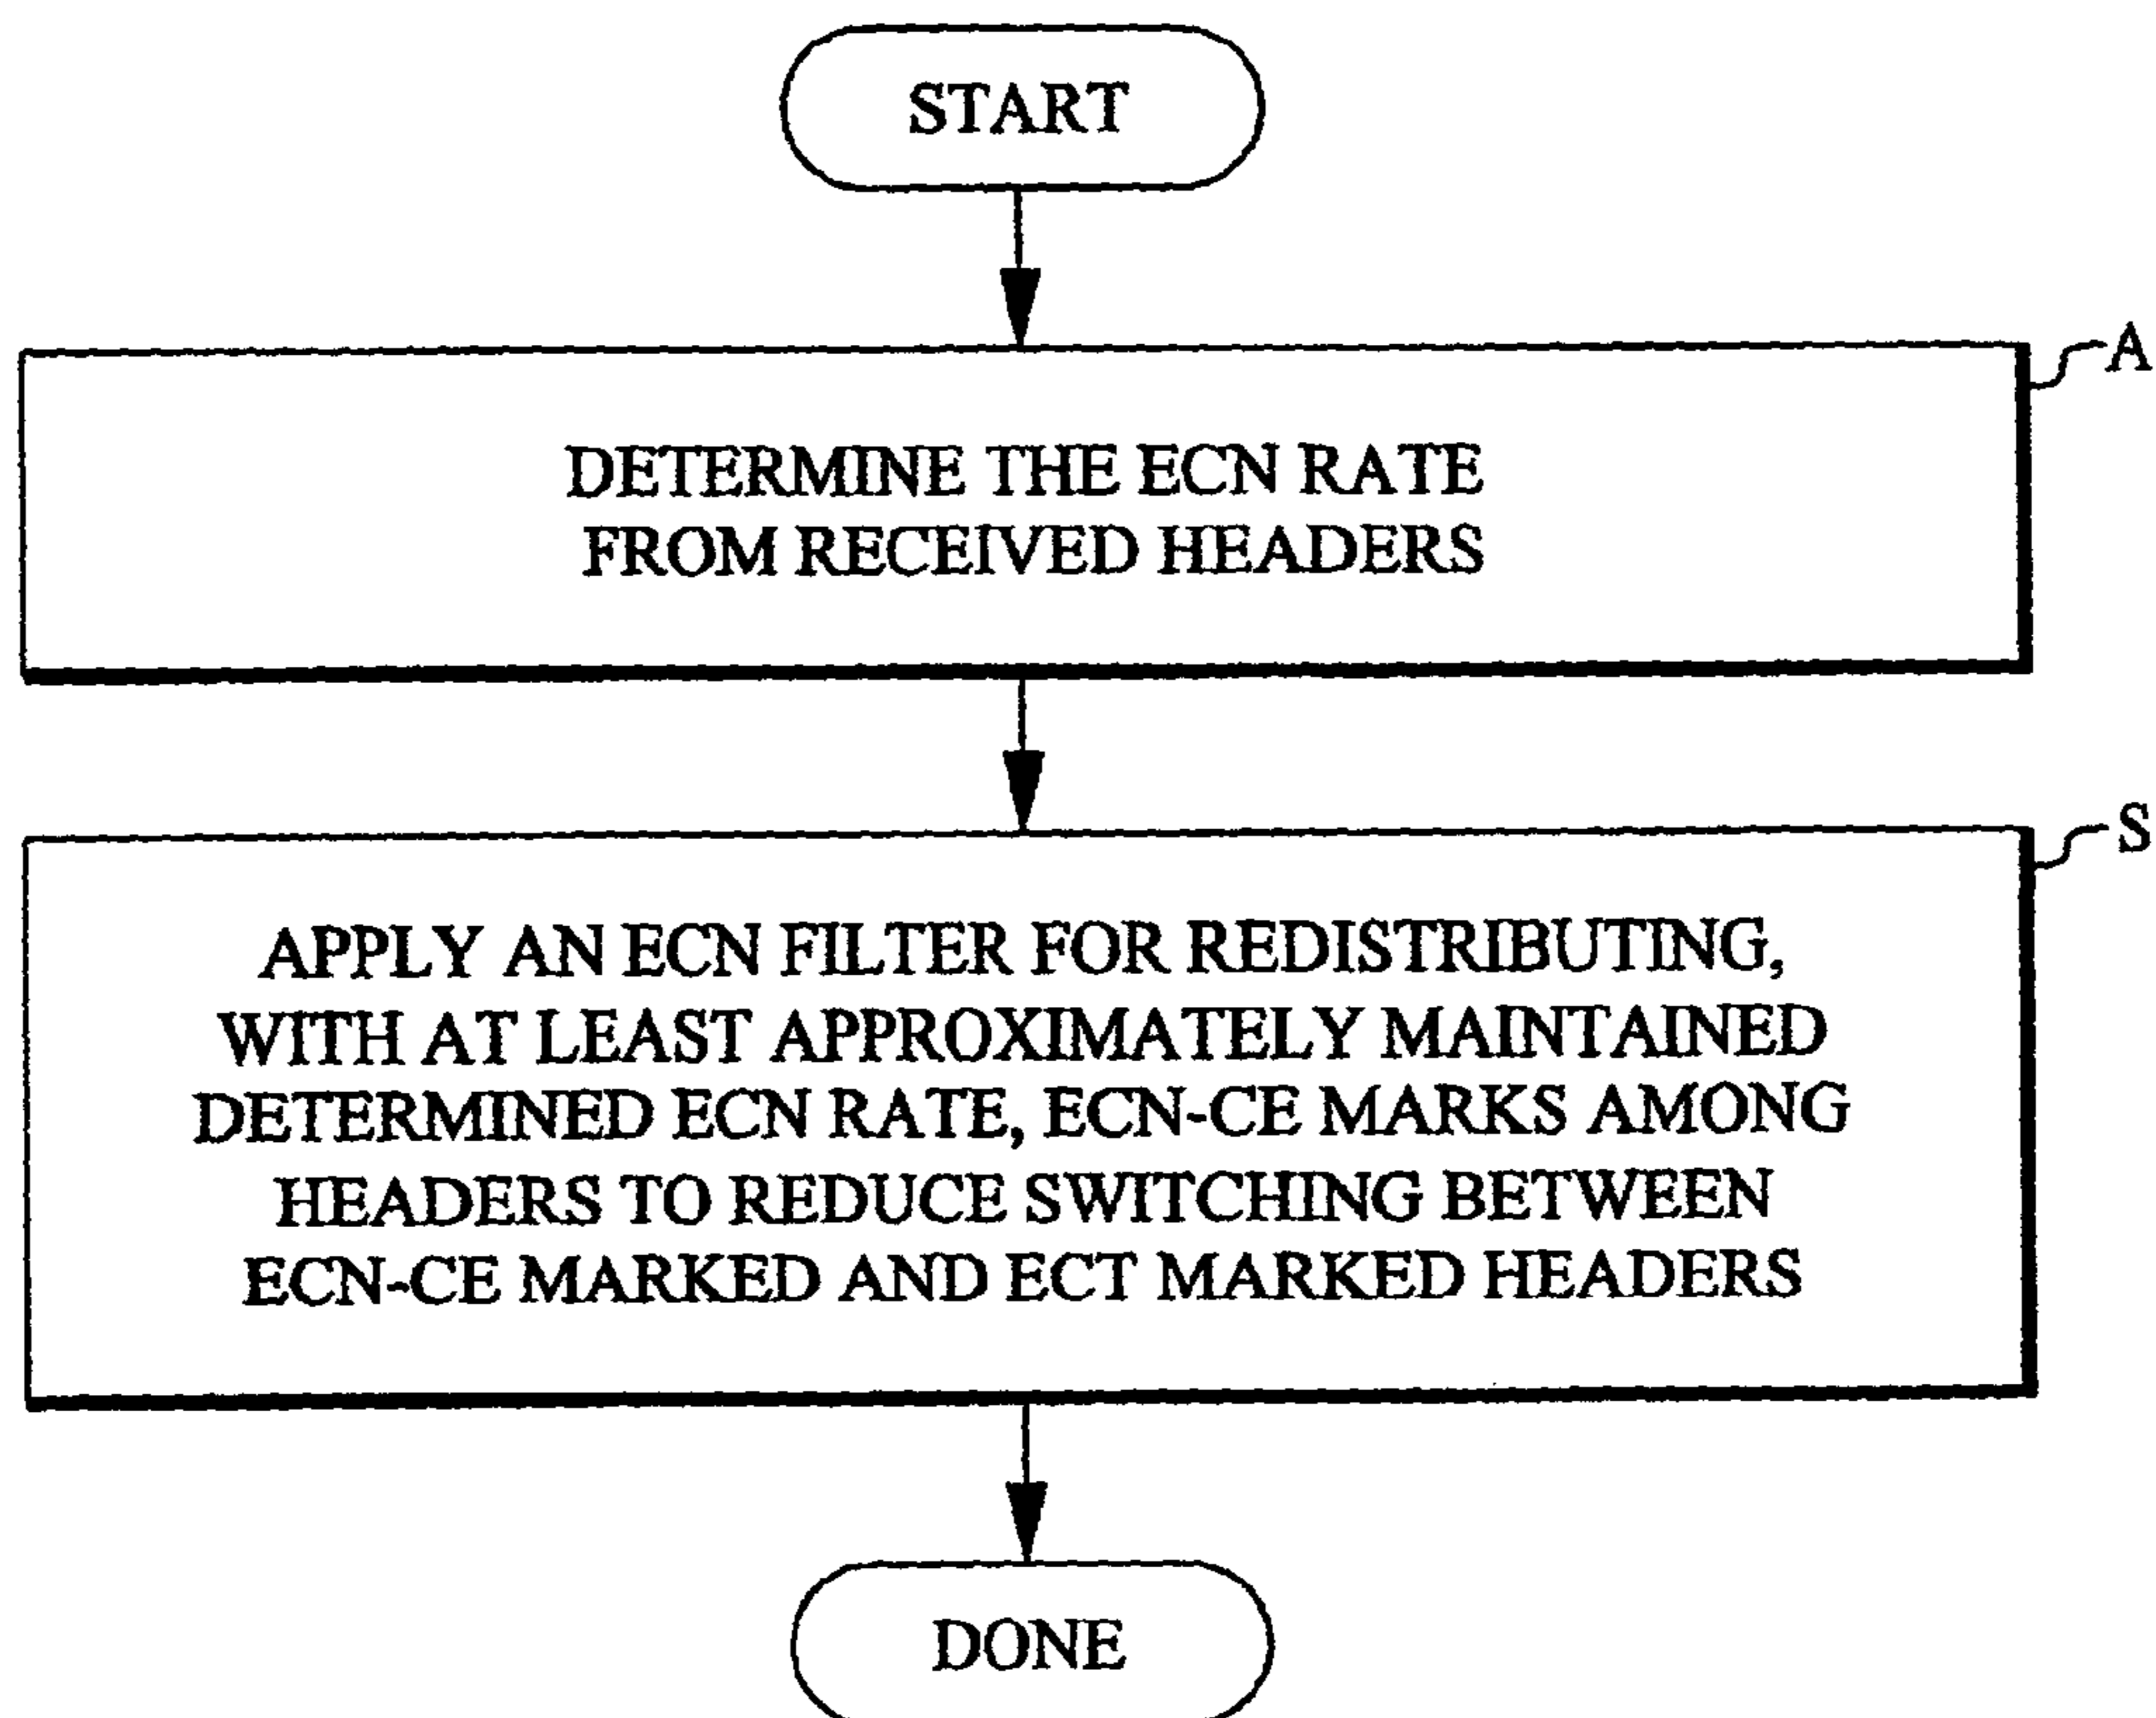 START
A
DETERMINE THE ECN RATE
FROM RECEIVED HEADERS
S
APPLY AN ECN FILTER FOR REDISTRIBUTING,
WITH AT LEAST APPROXIMATELY MAINTAINED
DETERMINED ECN RATE, ECN-CE MARKS AMONG
HEADERS TO REDUCE SWITCHING BETWEEN
ECN-CE MARKED AND ECT MARKED HEADERS
DONE